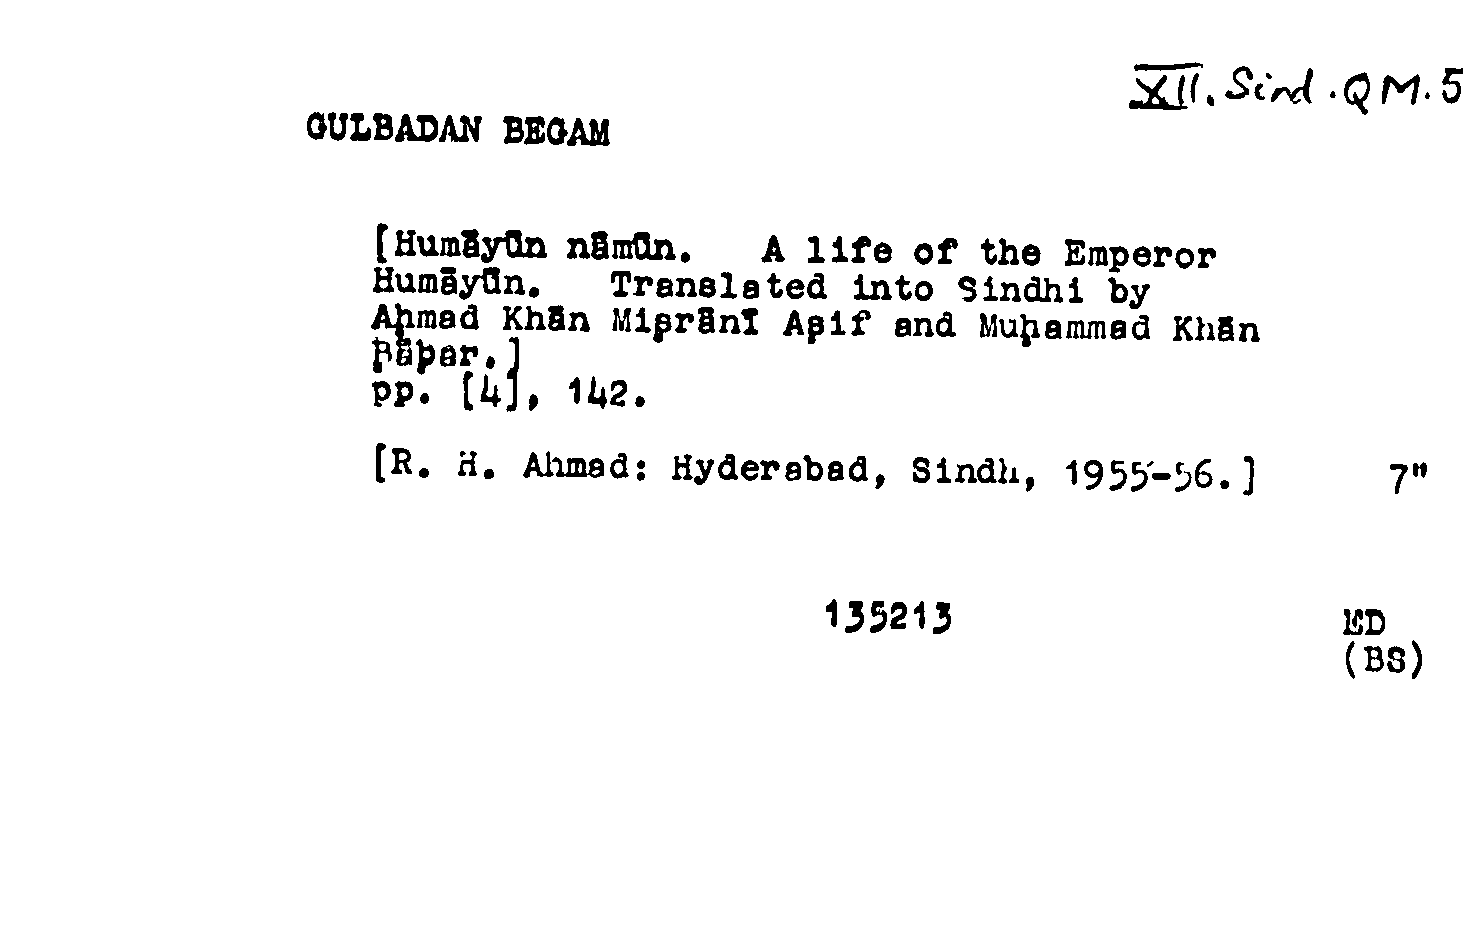 XII. Sind. QM. 5
GULBADAN BEGAM
[Humāyūn nāmūn. A life of the Emperor
Humāyūn. Translated into Sindhi by
Aḥmad Khān Miṣrānī Aṣif and Muḥammad Khān
Bābar.]
pp. [4], 142.
[R. H. Ahmad: Hyderabad, Sindh, 1955-56.] 7"
135213 ED
(BS)